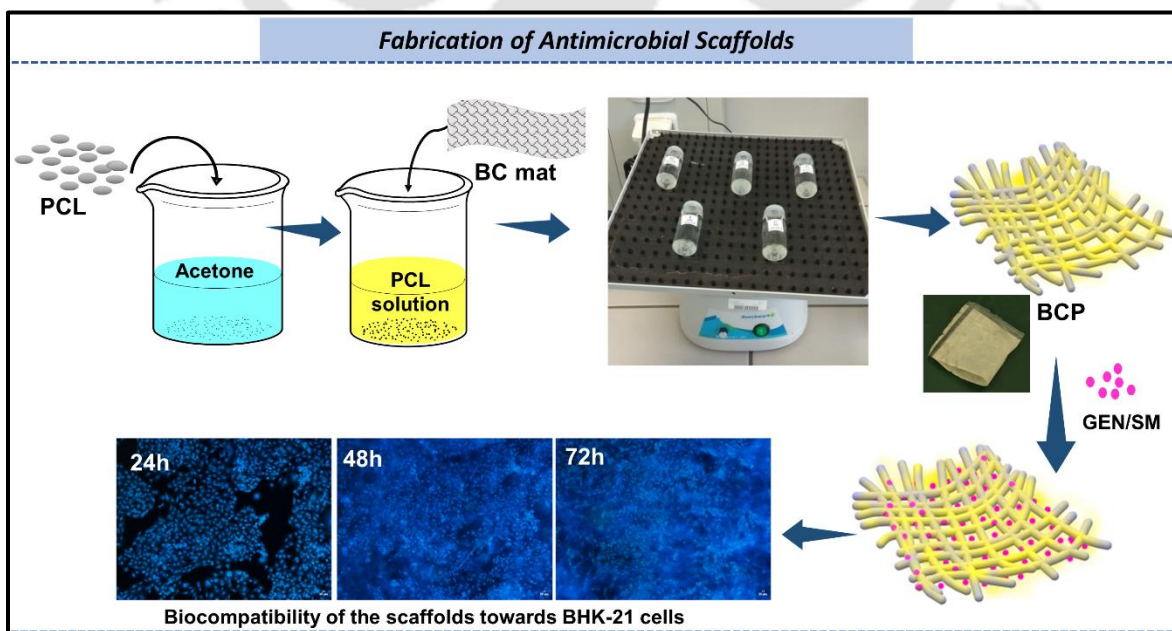 Fabrication of Antimicrobial Scaffolds
PCL
Acetone
BC mat
PCL
solution
BCP
GEN/SM
24h
48h
72h
Biocompatibility of the scaffolds towards BHK-21 cells